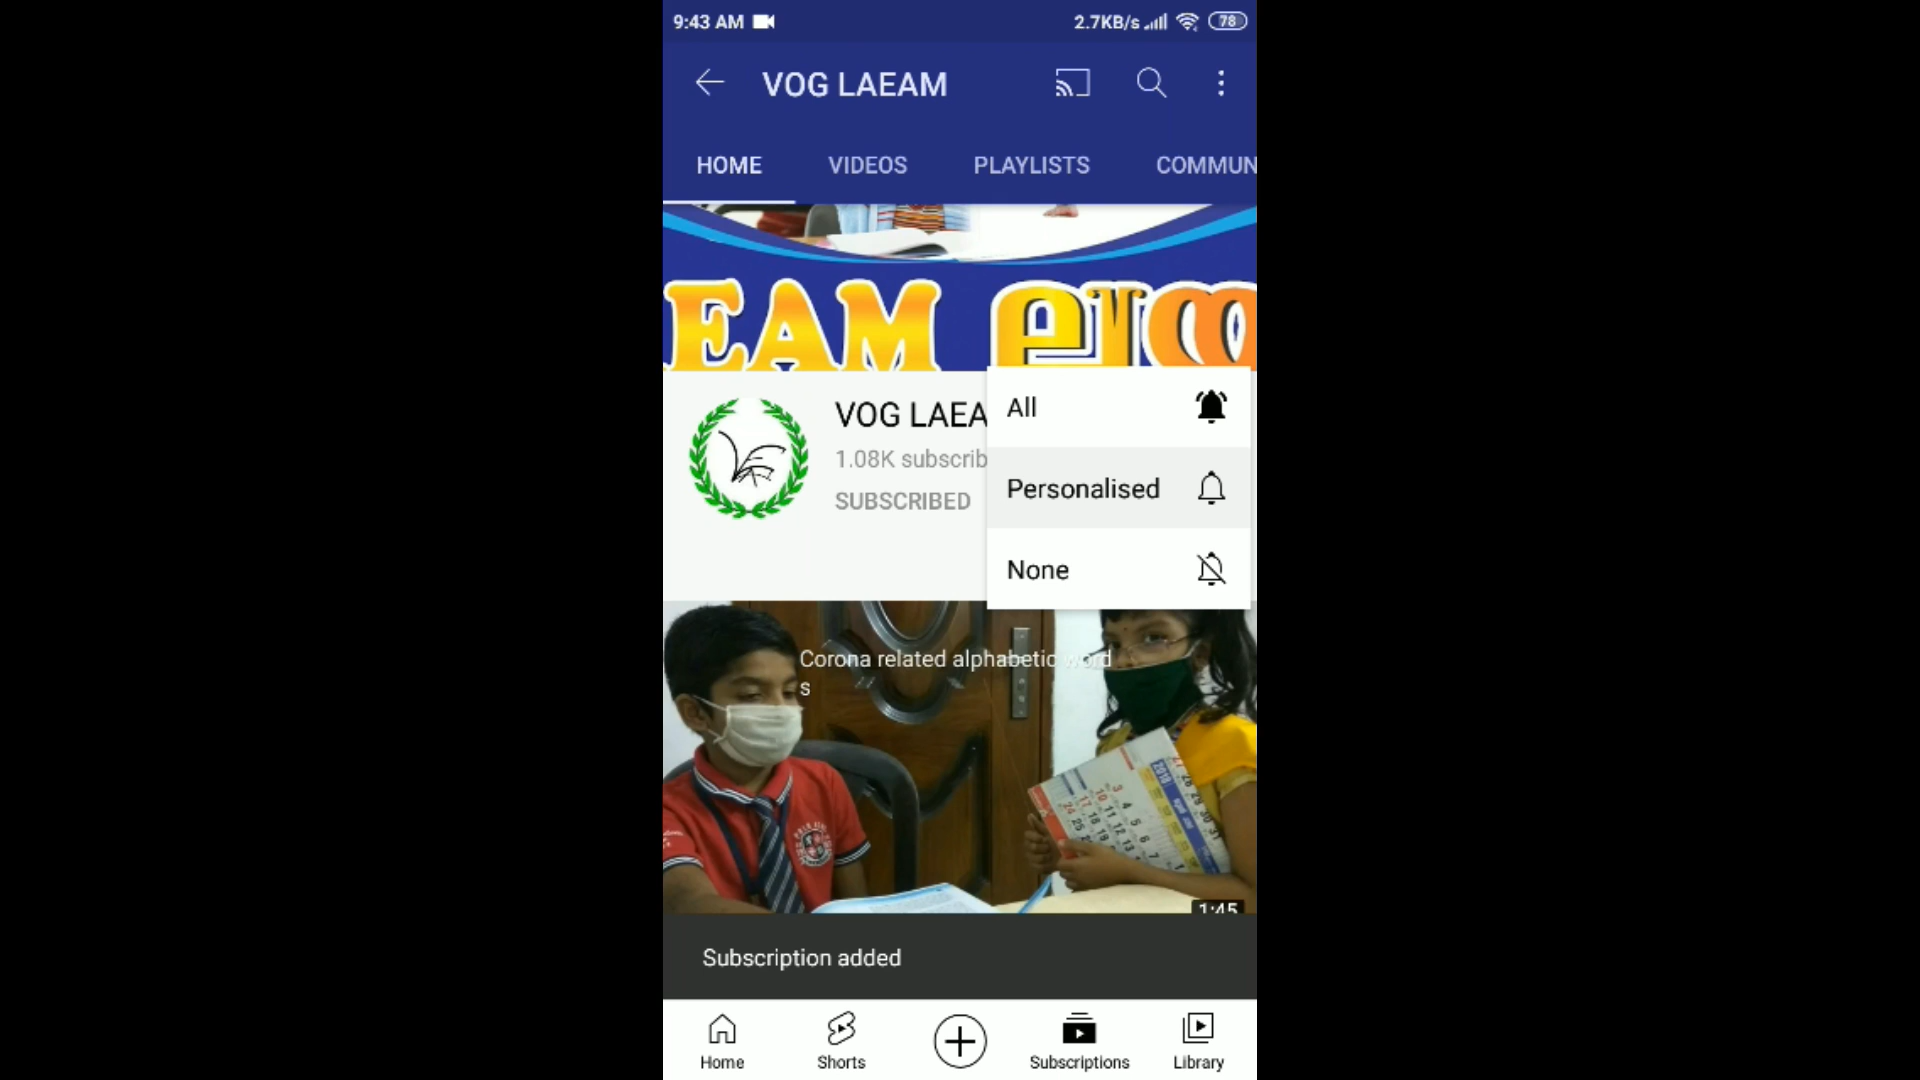 9:43 AM
2.7KB/s
78
VOG LAEAM
HOME VIDEOS PLAYLISTS COMMUN
EAM
VOG LAEA
1.08K subscrib
SUBSCRIBED
All
Personalised
None
Corona related alphabetic word
s
1:45
Subscription added
Home Shorts Subscriptions Library